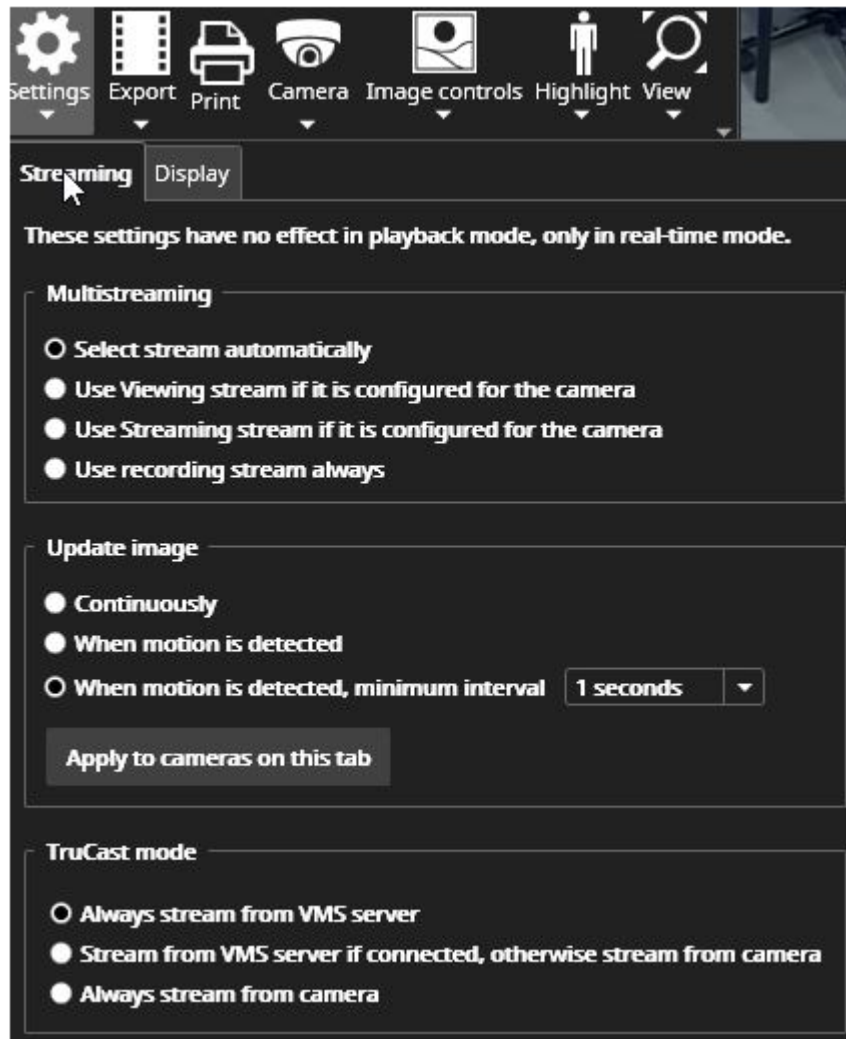 Settings Export Print Camera Image controls Highlight View
Streaming Display
These settings have no effect in playback mode, only in real-time mode.
Multistreaming
Select stream automatically
Use Viewing stream if it is configured for the camera
Use Streaming stream if it is configured for the camera
Use recording stream always
Update image
Continuously
When motion is detected
When motion is detected, minimum interval 1 seconds
Apply to cameras on this tab
TruCast mode
Always stream from VMS server
Stream from VMS server if connected, otherwise stream from camera
Always stream from camera